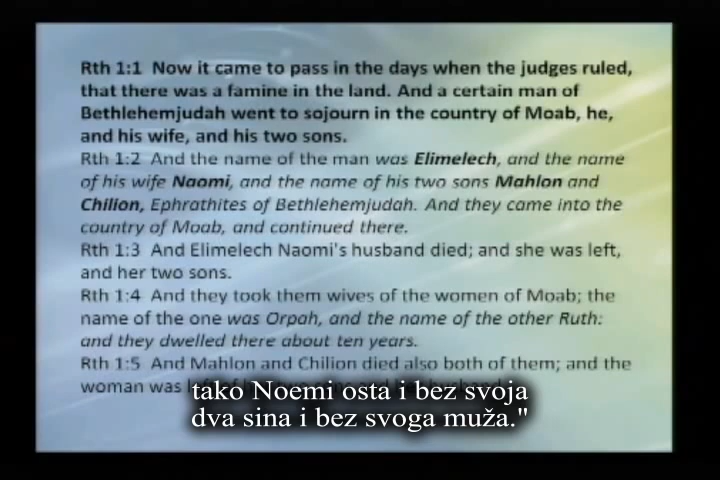 Rth 1:1 Now it came to pass in the days when the judges ruled,
that there was a famine in the land. And a certain man of
Bethlehemjudah went to sojourn in the country of Moab, he,
and his wife, and his two sons.
Rth 1:2 And the name of the man was Elimelech, and the name
of his wife Naomi, and the name of his two sons Mahlon and
Chilion, Ephrathites of Bethlehemjudah. And they came into the
country of Moab, and continued there.
Rth 1:3 And Elimelech Naomi's husband died; and she was left,
and her two sons.
Rth 1:4 And they took them wives of the women of Moab; the
name of the one was Orpah, and the name of the other Ruth:
and they dwelled there about ten years.
Rth 1:5 And Mahlon and Chilion died also both of them; and the
woman was
tako Noemi osta i bez svoja
dva sina i bez svoga muža."